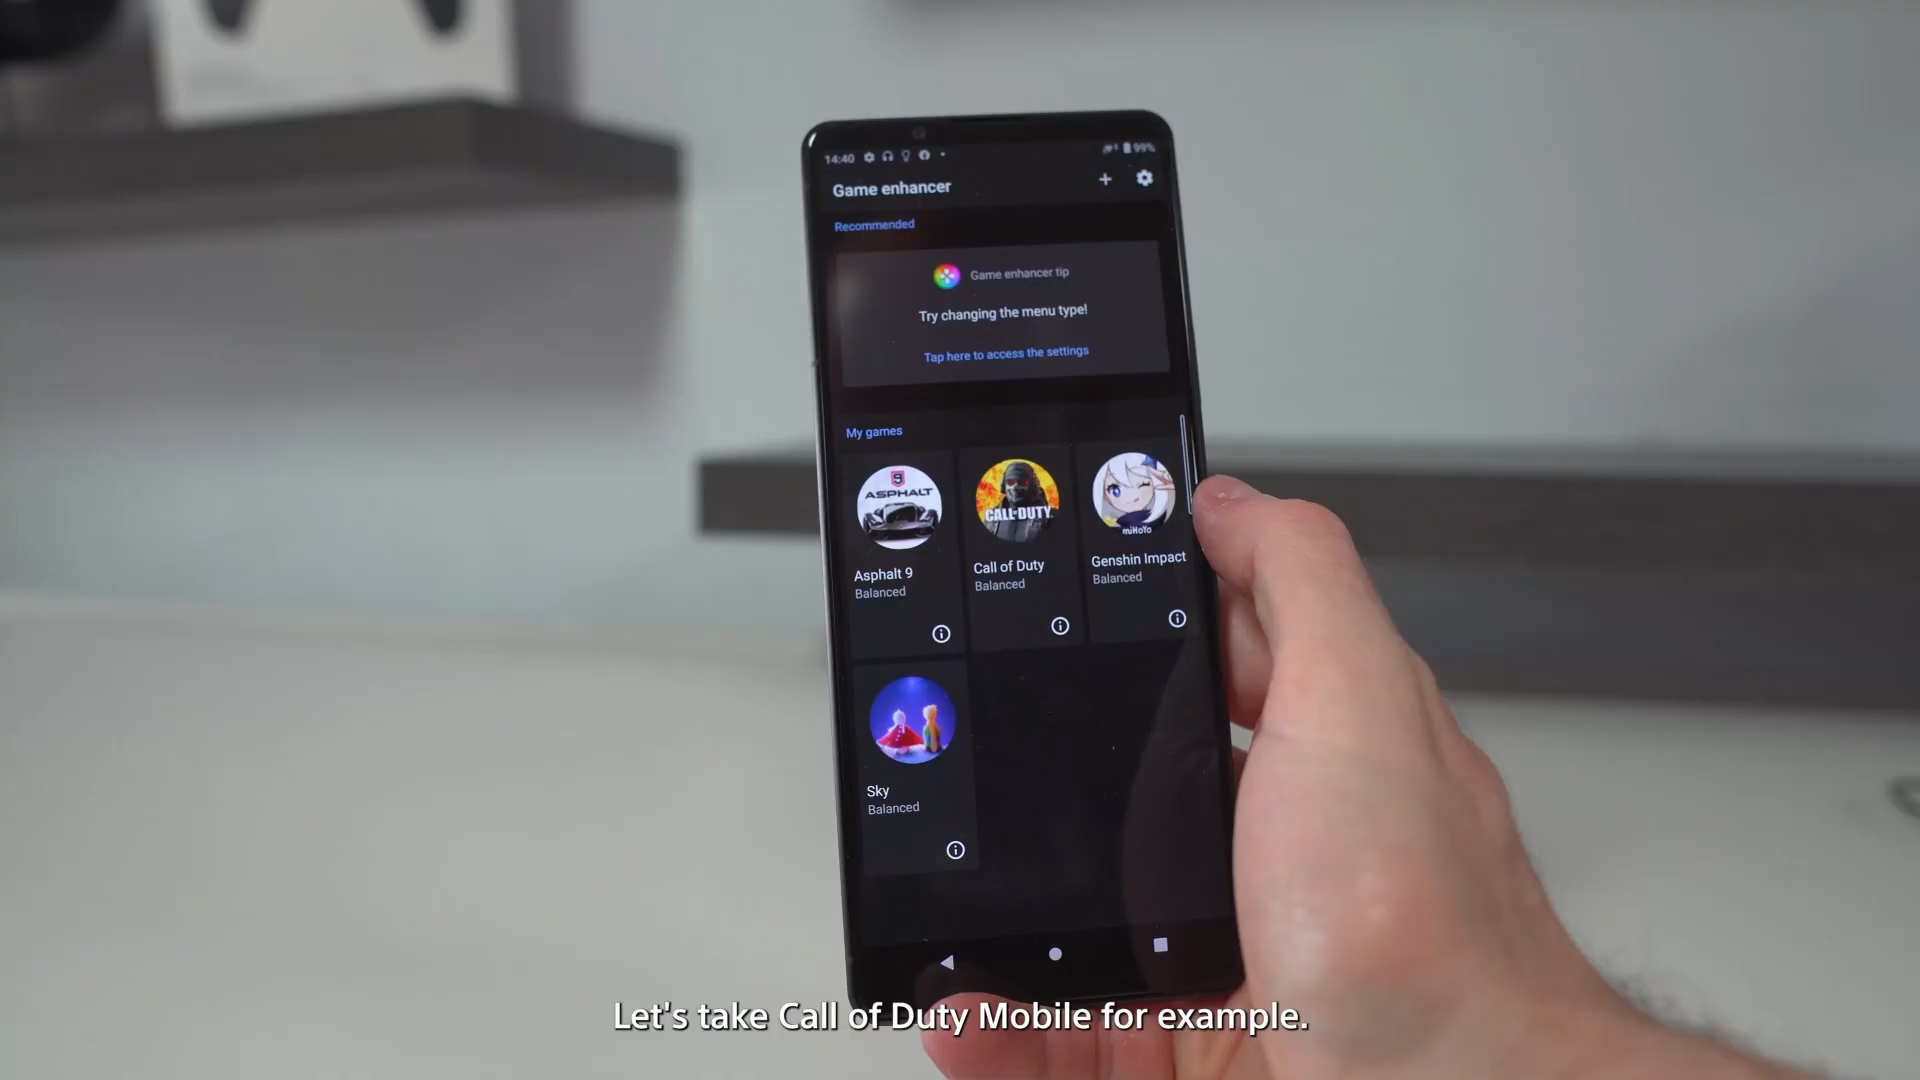 14:40
99%
Game enhancer
Recommended
Game enhancer tip
Try changing the menu type!
Tap here to access the settings
My games
9
ASPHALT
CALL OF DUTY
miHoYo
Asphalt 9
Balanced
Call of Duty
Balanced
Genshin Impact
Balanced
Sky
Balanced
Let's take Call of Duty Mobile for example.